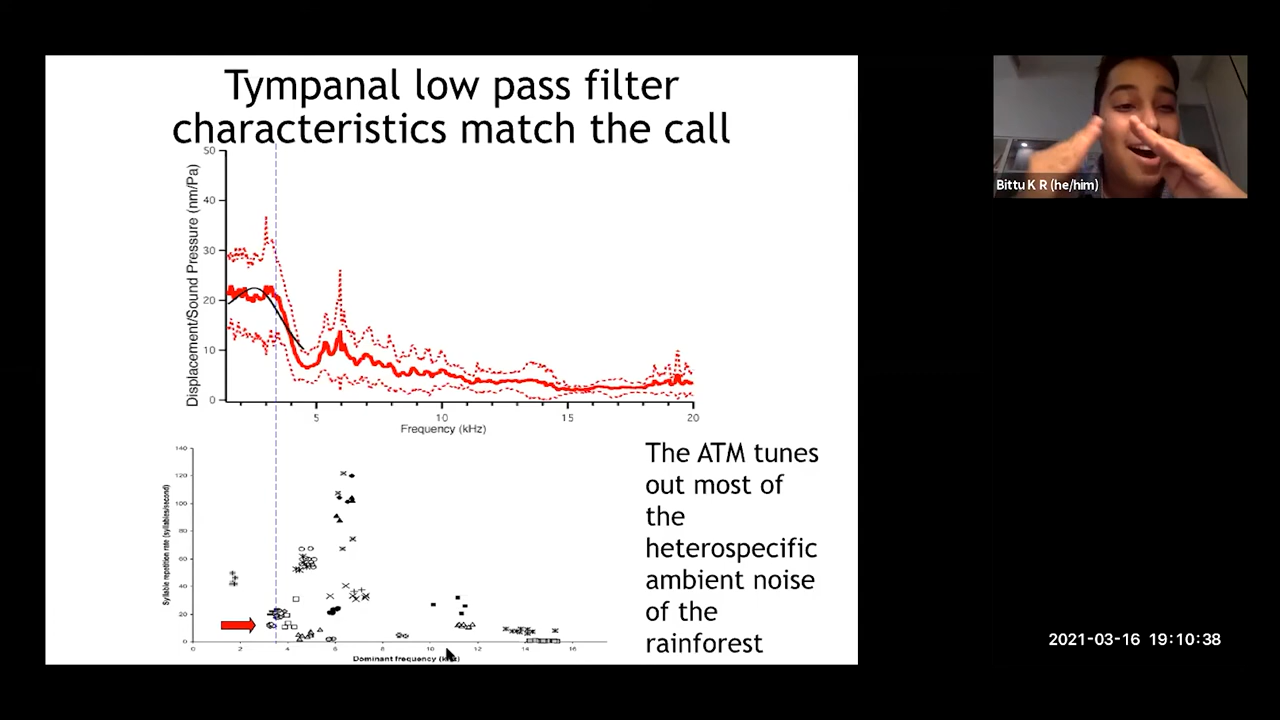 Tympanal low pass filter
characteristics match the call
50
40
30
20
10
0
Displacement/Sound Pressure (nm/Pa)
5
10
15
20
Frequency (kHz)
140
120
100
80
60
40
20
0
Syllable repetition rate (syllables/second)
0
2
4
6
8
10
12
14
16
Dominant frequency (kHz)
The ATM tunes
out most of
the
heterospecific
ambient noise
of the
rainforest
Bittu K R (he/him)
2021-03-16 19:10:38